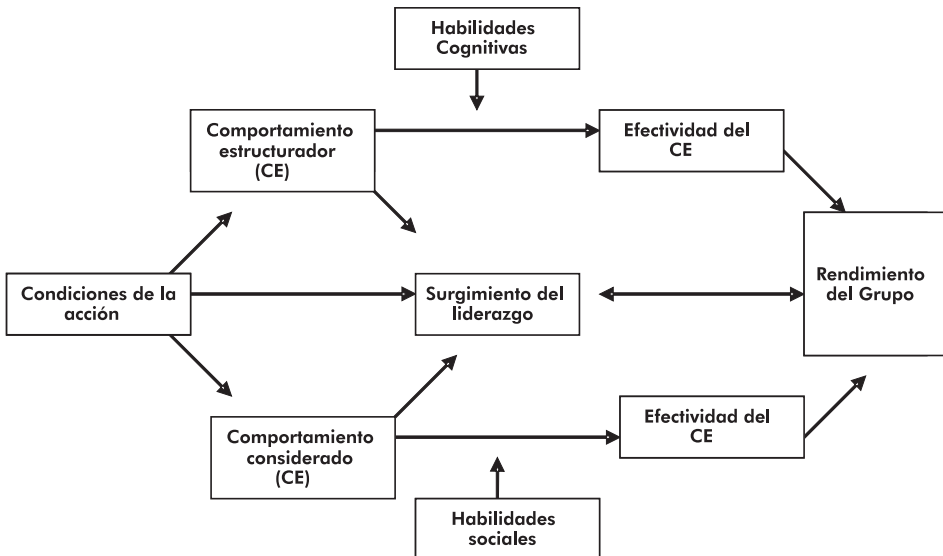 Habilidades
Cognitivas
Comportamiento
estructurador
(CE)
Efectividad del
CE
Condiciones de la
acción
Surgimiento del
liderazgo
Rendimiento
del Grupo
Comportamiento
considerado
(CE)
Efectividad del
CE
Habilidades
sociales